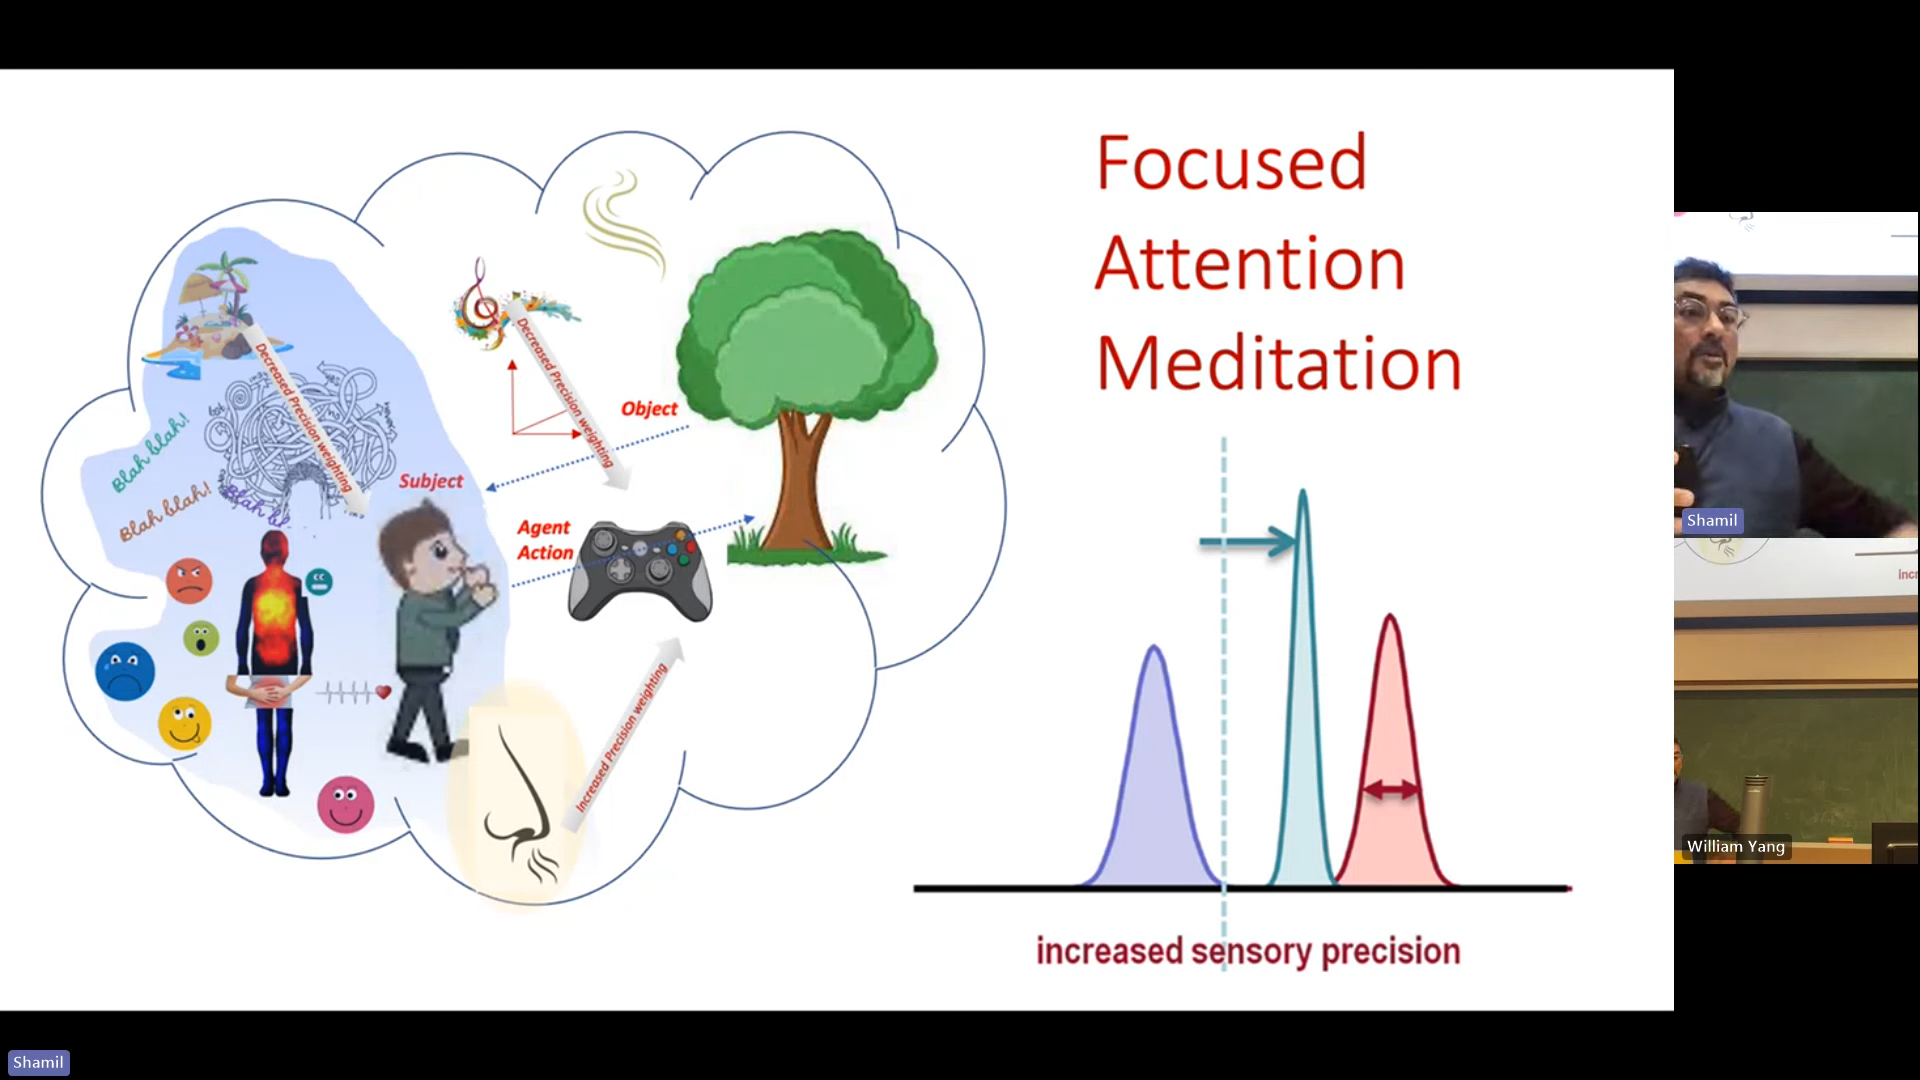 Focused
Attention
Meditation
Decreased Precision weighting
Decreased Precision weighting
Object
Subject
Blah blah!
Blah blah!
Blah bl
Agent
Action
Increased Precision weighting
increased sensory precision
Shamil
William Yang
Shamil